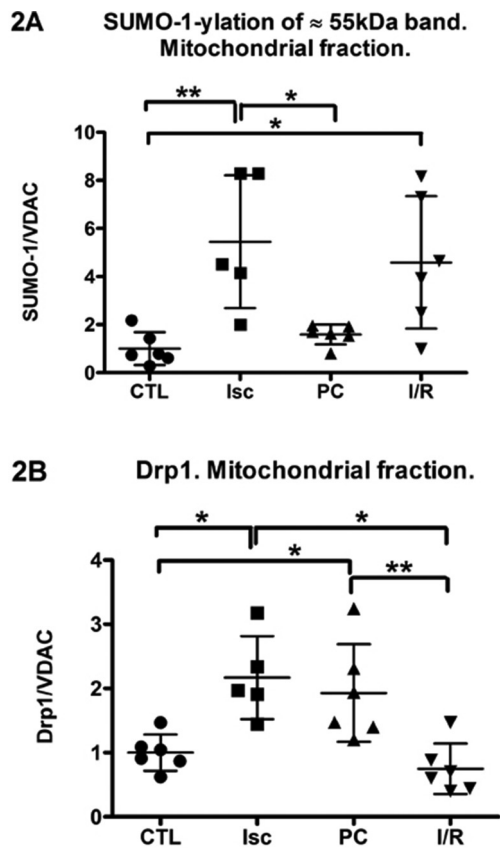 2A SUMO-1-ylation of ≈ 55kDa band.
Mitochondrial fraction.
** *
*
10
8
6
4
2
0
SUMO-1/VDAC
CTL Isc PC I/R
2B Drp1. Mitochondrial fraction.
* *
* **
4
3
2
1
0
Drp1/VDAC
CTL Isc PC I/R